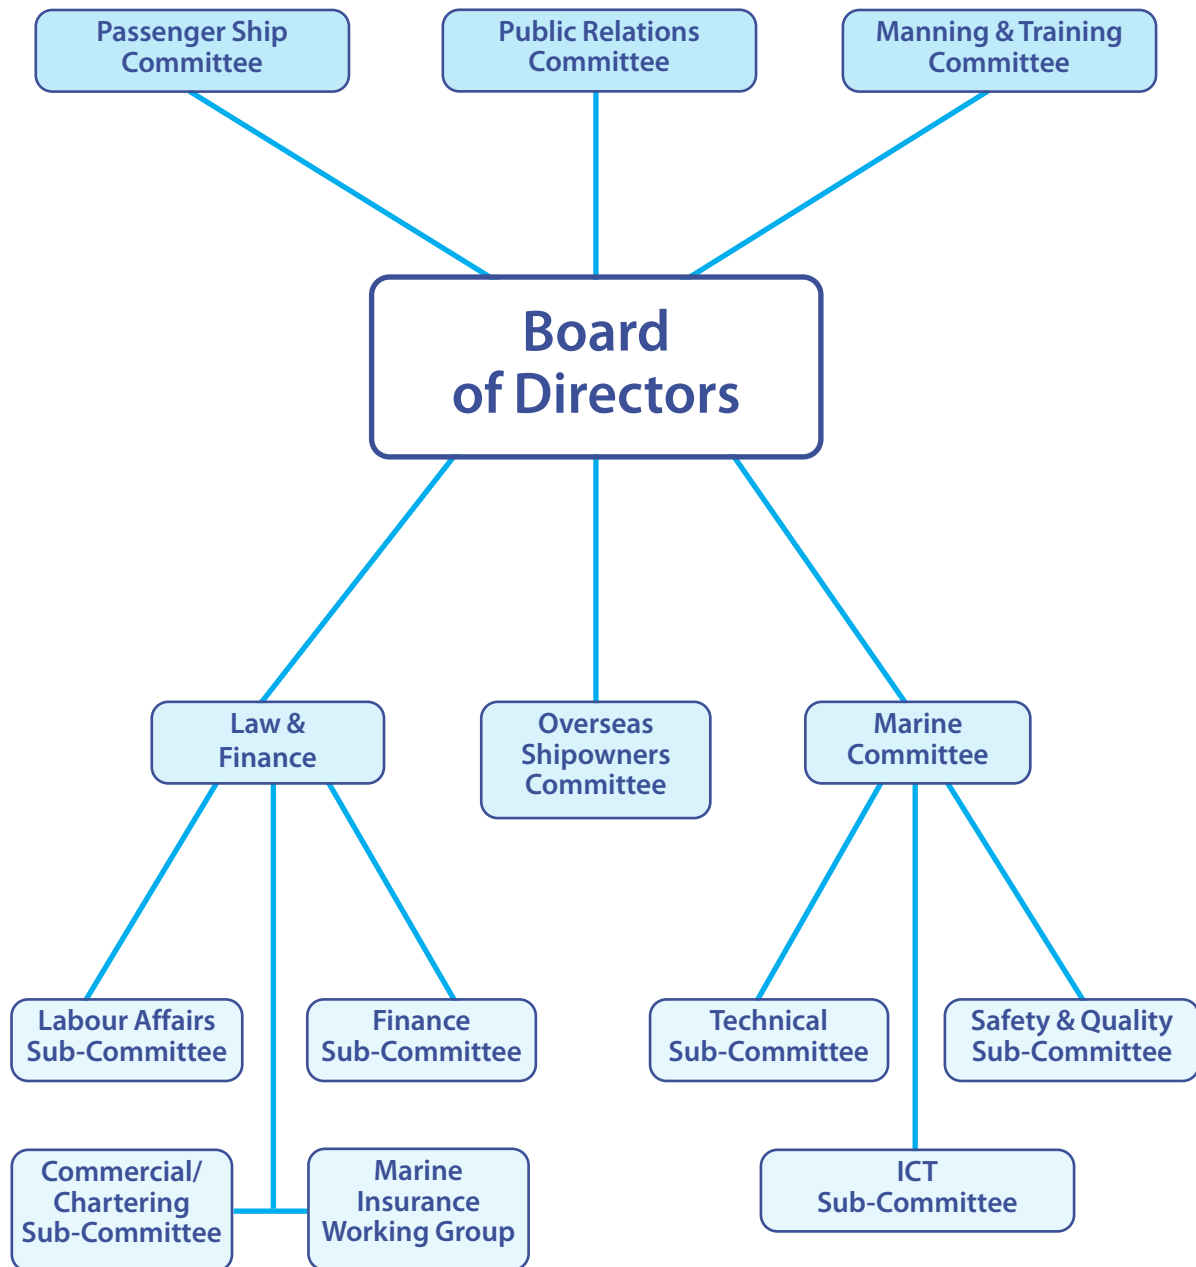 Passenger Ship
Committee
Public Relations
Committee
Manning & Training
Committee
Board
of Directors
Law &
Finance
Overseas
Shipowners
Committee
Marine
Committee
Labour Affairs
Sub-Committee
Finance
Sub-Committee
Technical
Sub-Committee
Safety & Quality
Sub-Committee
Commercial/
Chartering
Sub-Committee
Marine
Insurance
Working Group
ICT
Sub-Committee